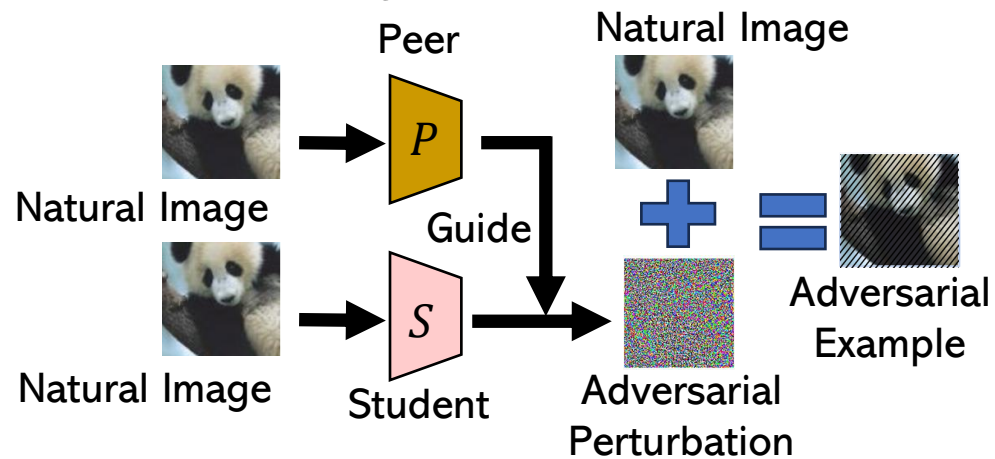 Peer
Natural Image
P
Natural Image
Guide
S
Natural Image
Student
Adversarial
Perturbation
Adversarial
Example